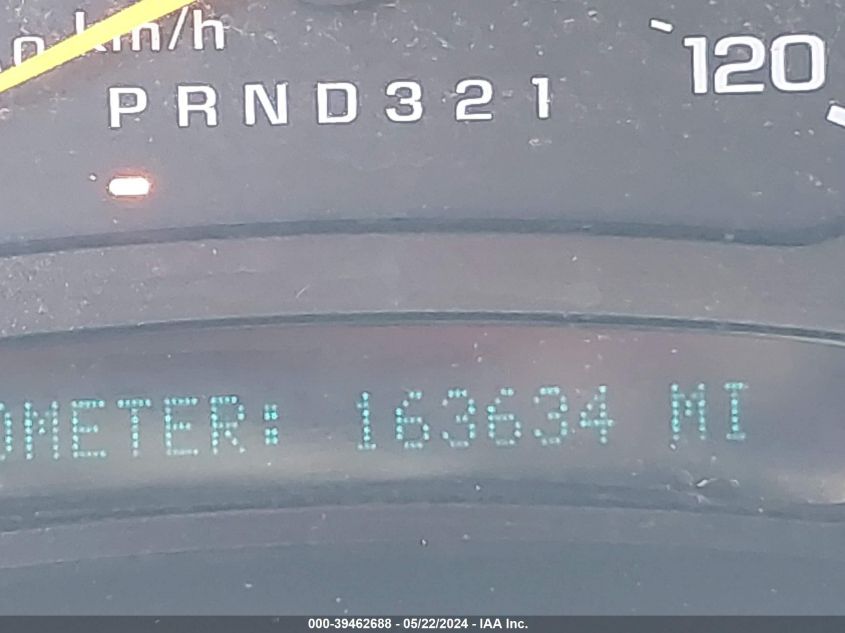 km/h
120
P R N D 3 2 1
OMETER: 163634 MI
000-39462688 - 05/22/2024 - IAA Inc.